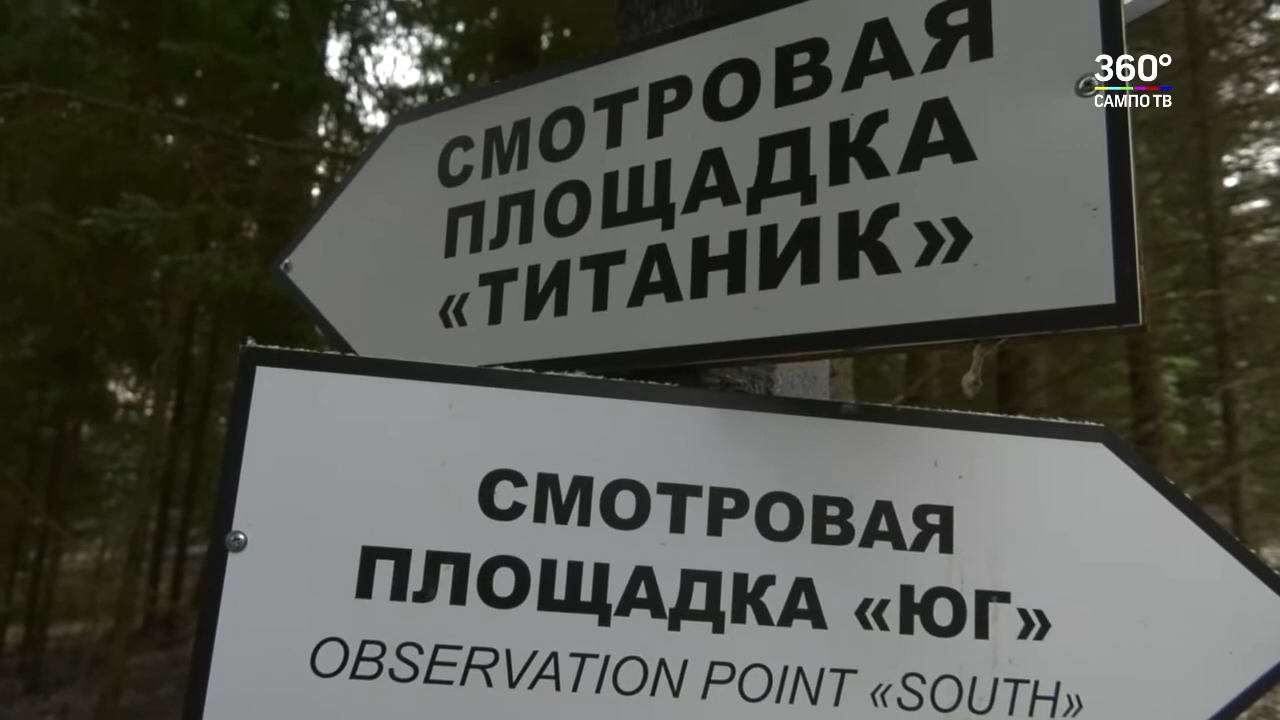 360°
САМПО ТВ
СМОТРОВАЯ
ПЛОЩАДКА
«ТИТАНИК»
СМОТРОВАЯ
ПЛОЩАДКА «ЮГ»
OBSERVATION POINT «SOUTH»